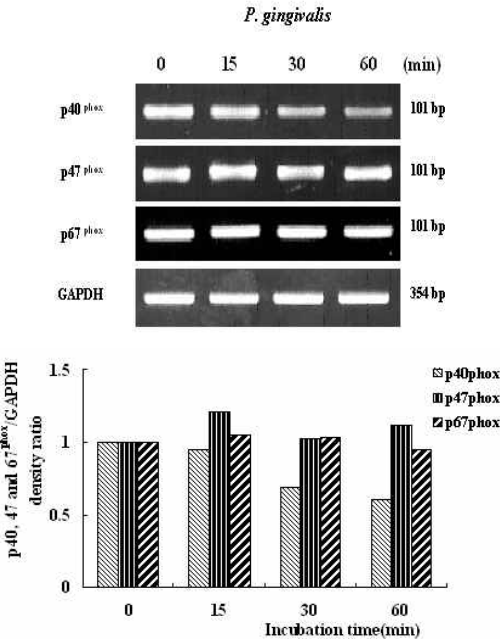 P. gingivalis
0 15 30 60 (min)
p40 phox 101 bp
p47 phox 101 bp
p67 phox 101 bp
GAPDH 354 bp
p40, 47 and 67phox/GAPDH
density ratio
1.5
1
0.5
0
p40phox
p47phox
p67phox
0 15 30 60
Incubation time(min)